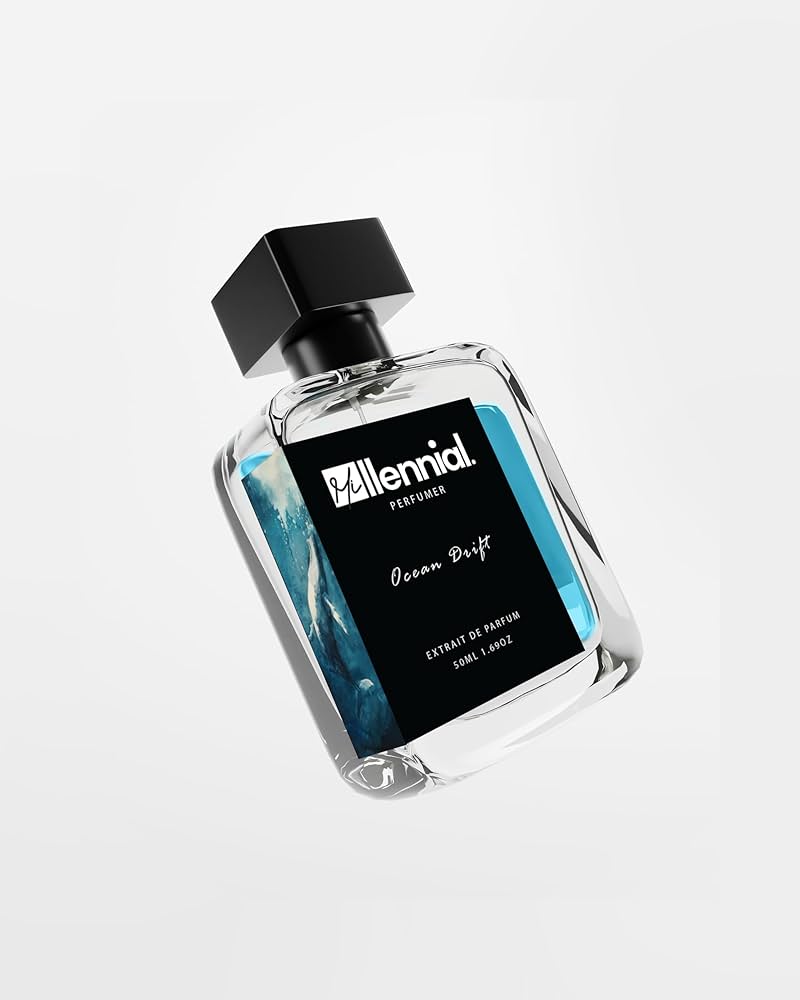 Millennial.
PERFUMER
Ocean Drift
EXTRAIT DE PARFUM
50ML 1.69OZ